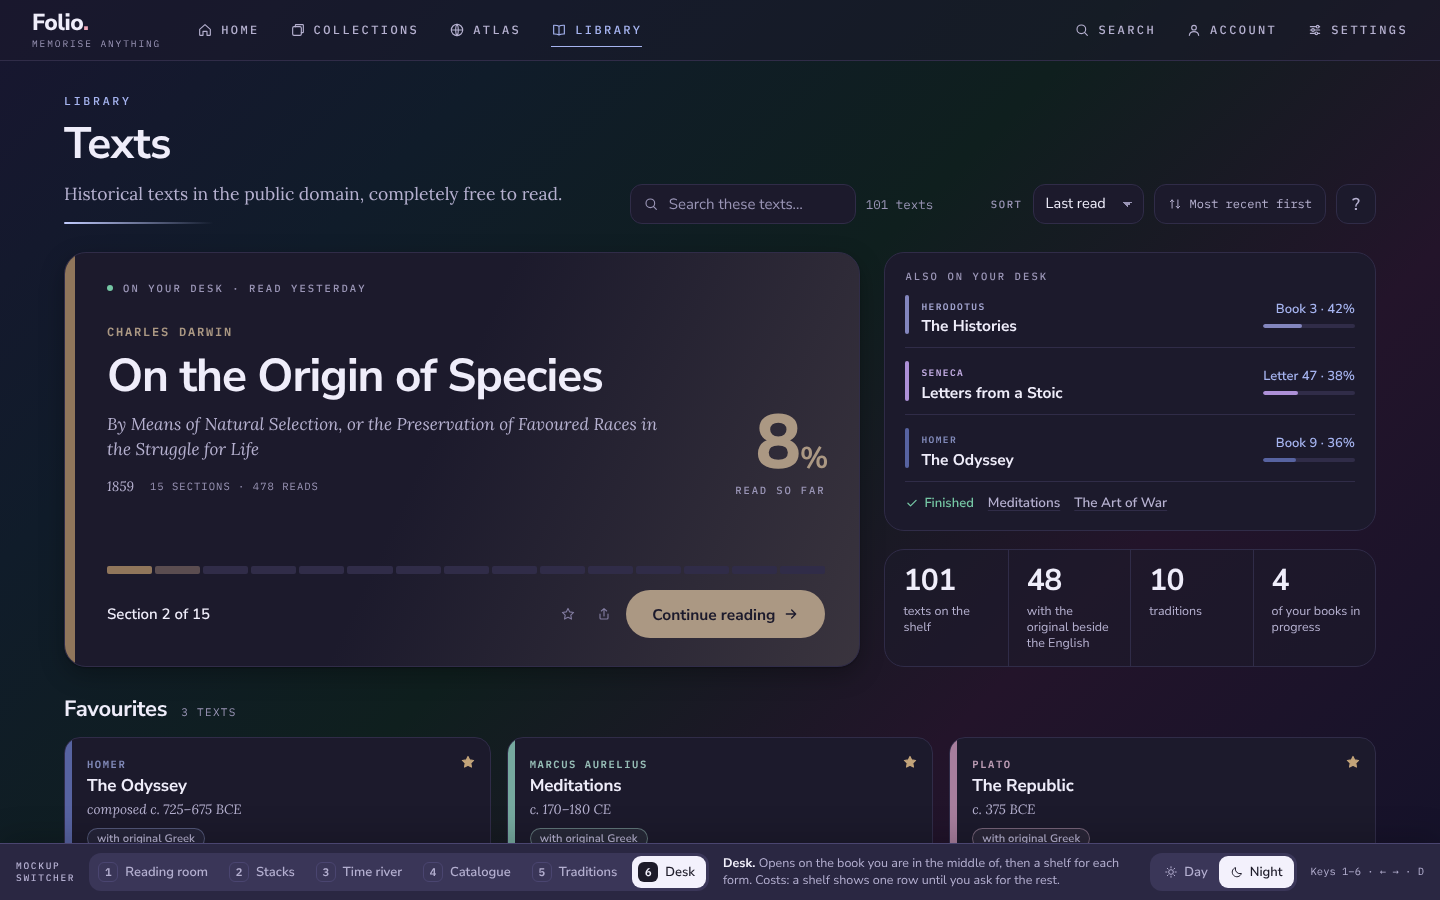 Folio.
MEMORISE ANYTHING
HOME
COLLECTIONS
ATLAS
LIBRARY
SEARCH
ACCOUNT
SETTINGS
LIBRARY
Texts
Historical texts in the public domain, completely free to read.
Search these texts...
101 texts
SORT
Last read
Most recent first
?
ON YOUR DESK · READ YESTERDAY
CHARLES DARWIN
On the Origin of Species
By Means of Natural Selection, or the Preservation of Favoured Races in
the Struggle for Life
1859 15 SECTIONS · 478 READS
8%
READ SO FAR
Section 2 of 15
Continue reading →
ALSO ON YOUR DESK
HERODOTUS
The Histories
Book 3 · 42%
SENECA
Letters from a Stoic
Letter 47 · 38%
HOMER
The Odyssey
Book 9 · 36%
Finished Meditations The Art of War
101
texts on the
shelf
48
with the
original beside
the English
10
traditions
4
of your books in
progress
Favourites 3 TEXTS
HOMER
The Odyssey
composed c. 725–675 BCE
with original Greek
MARCUS AURELIUS
Meditations
c. 170–180 CE
with original Greek
PLATO
The Republic
c. 375 BCE
with original Greek
MOCKUP
SWITCHER
1 Reading room
2 Stacks
3 Time river
4 Catalogue
5 Traditions
6 Desk
Desk. Opens on the book you are in the middle of, then a shelf for each
form. Costs: a shelf shows one row until you ask for the rest.
Day
Night
Keys 1–6 · ← → · D